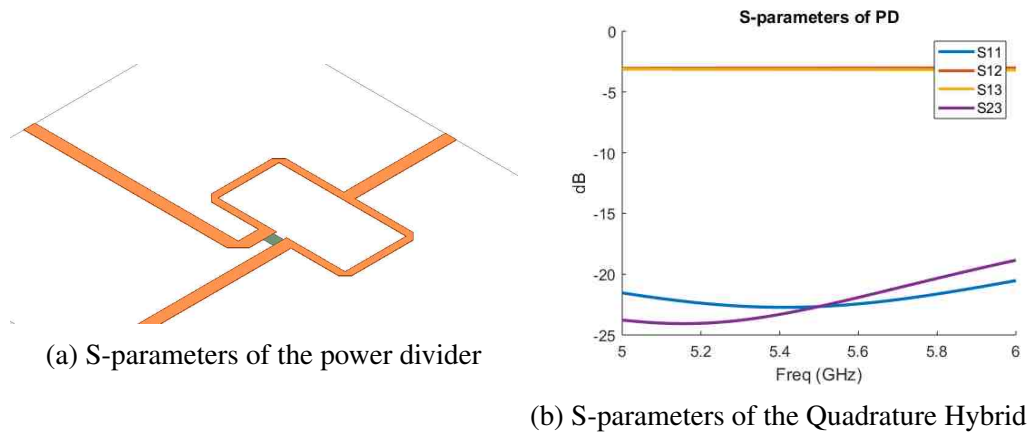 S-parameters of PD
0
-5
-10
-15
-20
-25
dB
S11
S12
S13
S23
5
5.2
5.4
5.6
5.8
6
Freq (GHz)
(a) S-parameters of the power divider
(b) S-parameters of the Quadrature Hybrid